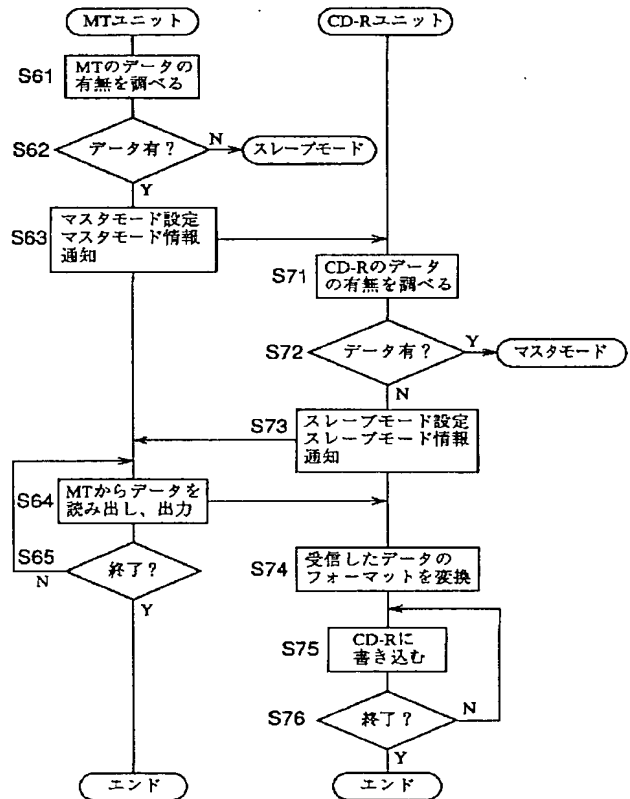 MTユニット
CD-Rユニット
S61
MTのデータの
有無を調べる
S62
データ有?
N
スレーブモード
Y
S63
マスタモード設定
マスタモード情報
通知
S71
CD-Rのデータ
の有無を調べる
S72
データ有?
Y
マスタモード
N
S73
スレーブモード設定
スレーブモード情報
通知
S64
MTからデータを
読み出し、出力
S65
終了?
N
Y
S74
受信したデータの
フォーマットを変換
S75
CD-Rに
書き込む
S76
終了?
N
Y
エンド
エンド